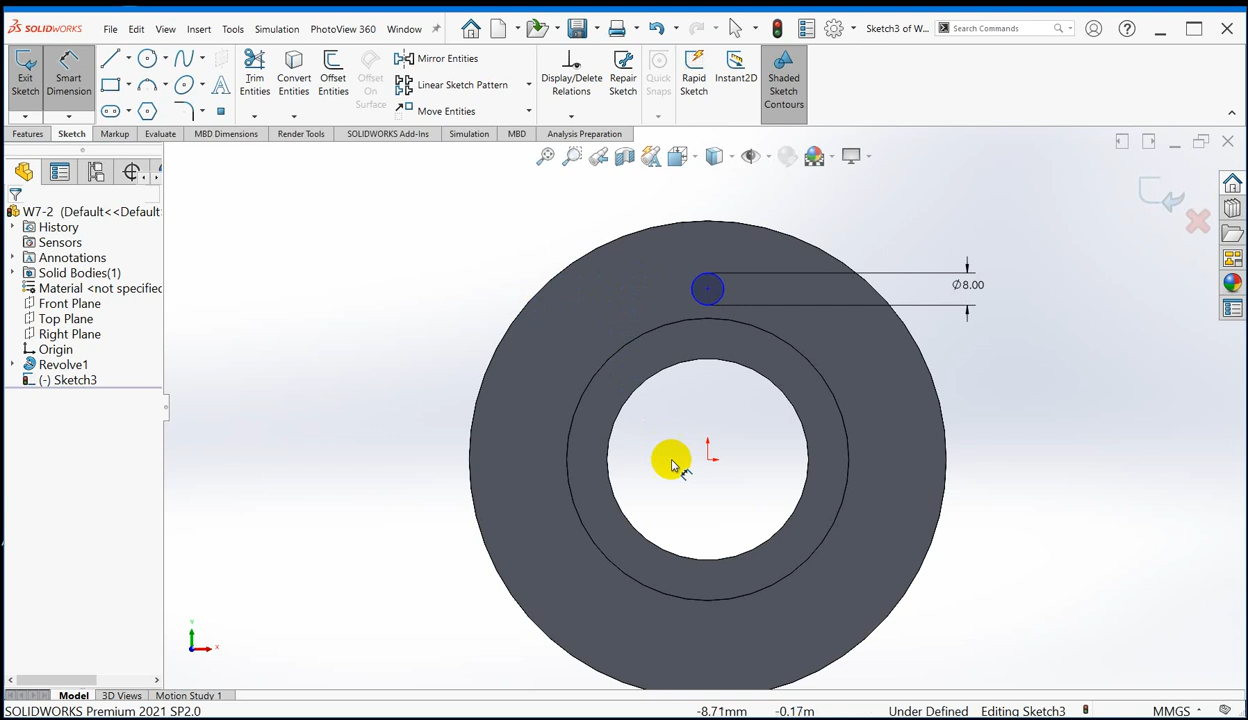 SOLIDWORKS File Edit View Insert Tools Simulation PhotoView 360 Window Sketch3 of W... Search Commands
Exit Sketch Smart Dimension Trim Entities Convert Entities Offset Entities Offset On Surface Mirror Entities Linear Sketch Pattern Move Entities Display/Delete Relations Repair Sketch Quick Snaps Rapid Sketch Instant2D Shaded Sketch Contours
Features Sketch Markup Evaluate MBD Dimensions Render Tools SOLIDWORKS Add-Ins Simulation MBD Analysis Preparation
W7-2 (Default<<Default
History
Sensors
Annotations
Solid Bodies(1)
Material <not specified
Front Plane
Top Plane
Right Plane
Origin
Revolve1
(-) Sketch3
∅8.00
Y
X
Model 3D Views Motion Study 1
SOLIDWORKS Premium 2021 SP2.0 -8.71mm -0.17m Under Defined Editing Sketch3 MMGS